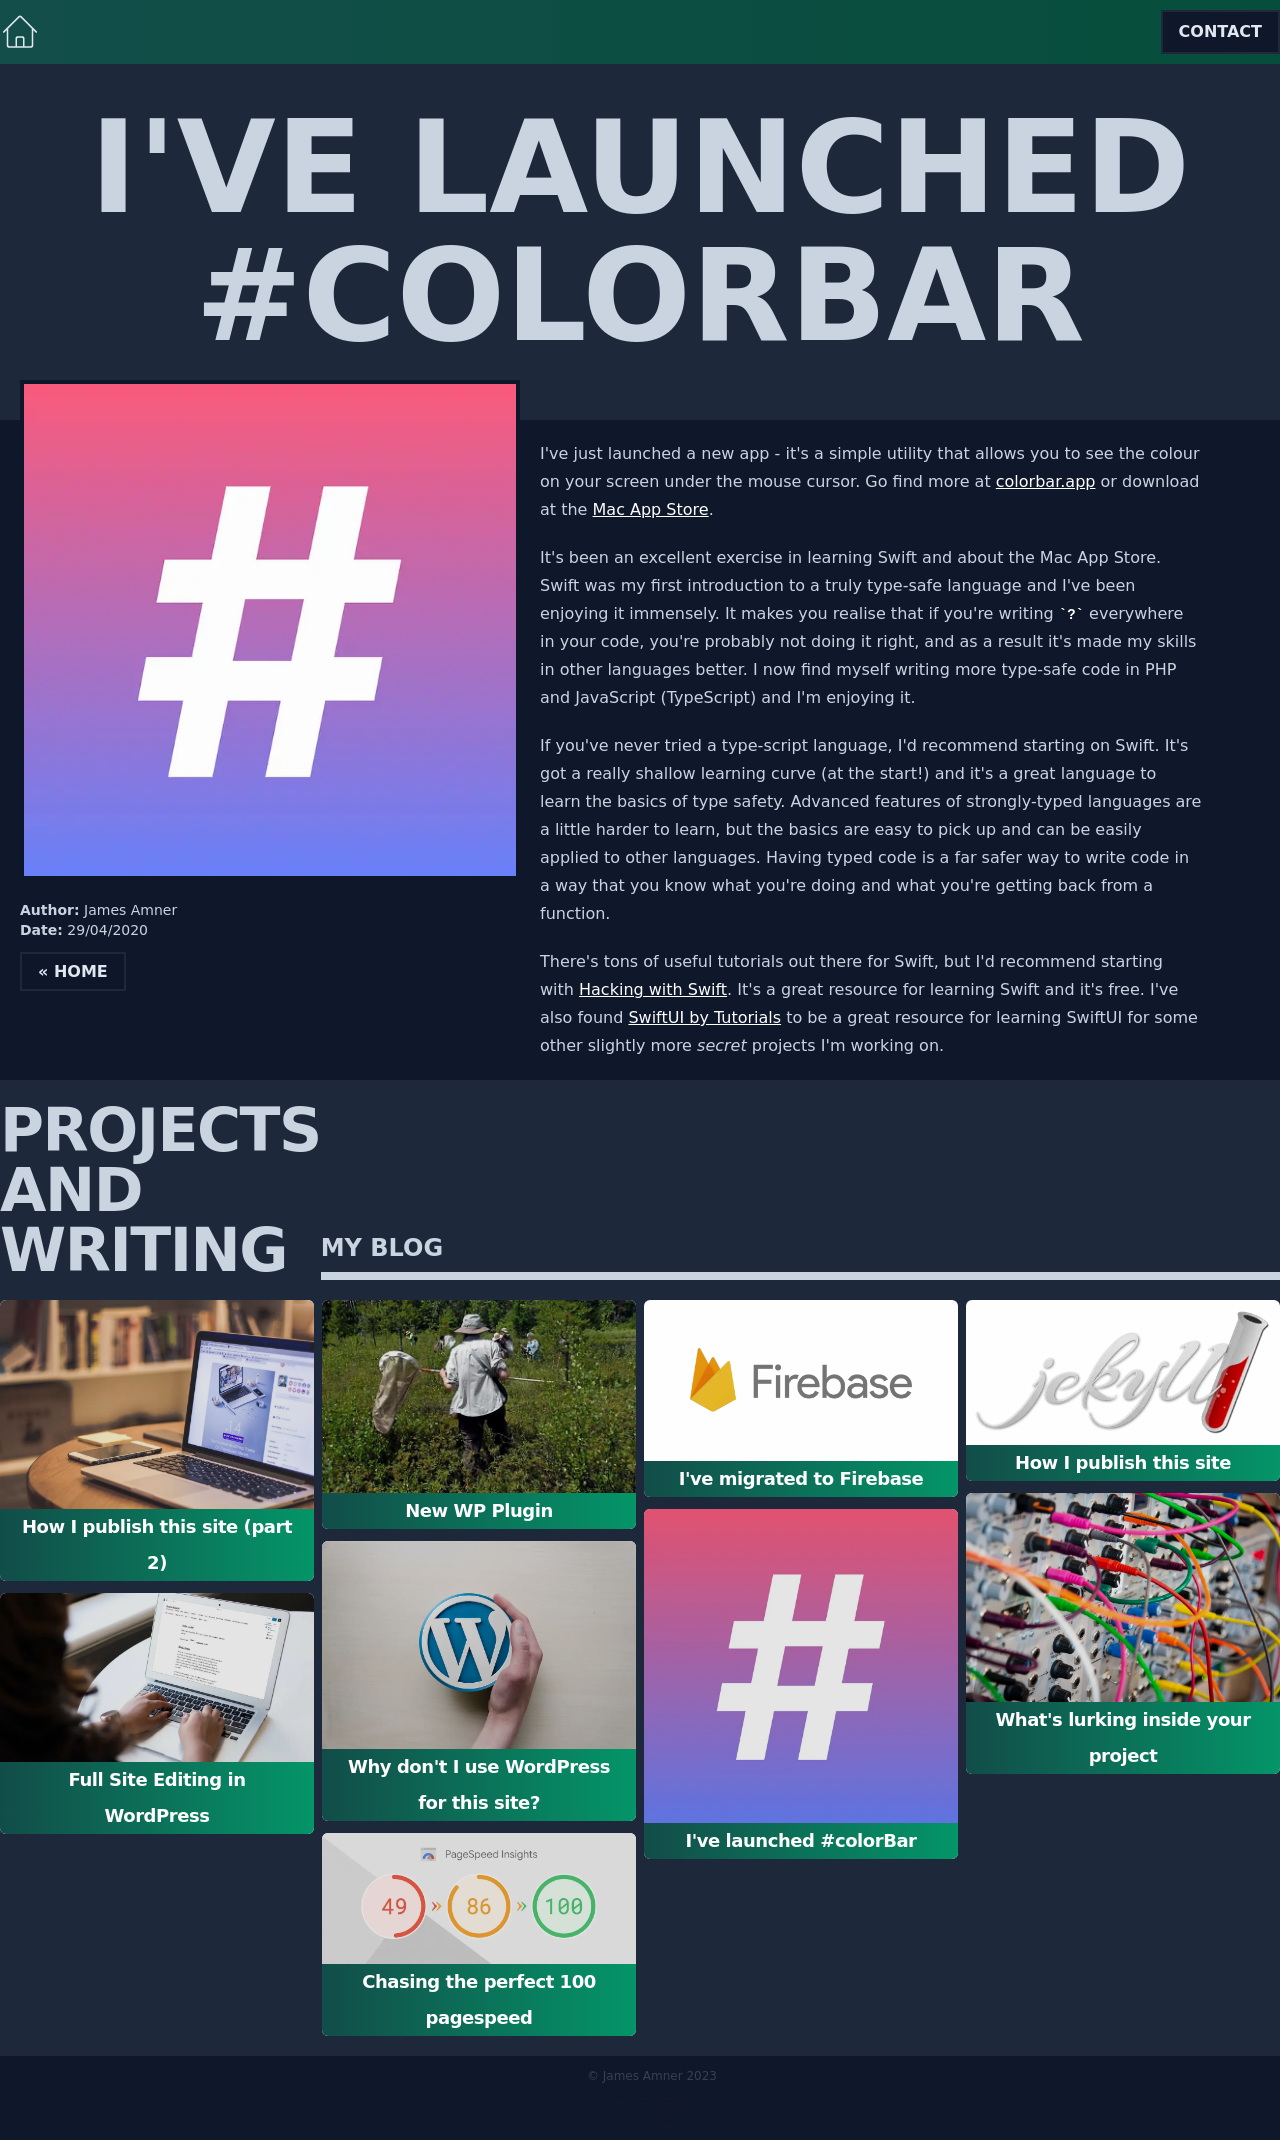 CONTACT
I'VE LAUNCHED
#COLORBAR
#
I've just launched a new app - it's a simple utility that allows you to see the colour
on your screen under the mouse cursor. Go find more at colorbar.app or download
at the Mac App Store.
It's been an excellent exercise in learning Swift and about the Mac App Store.
Swift was my first introduction to a truly type-safe language and I've been
enjoying it immensely. It makes you realise that if you're writing `?` everywhere
in your code, you're probably not doing it right, and as a result it's made my skills
in other languages better. I now find myself writing more type-safe code in PHP
and JavaScript (TypeScript) and I'm enjoying it.
If you've never tried a type-script language, I'd recommend starting on Swift. It's
got a really shallow learning curve (at the start!) and it's a great language to
learn the basics of type safety. Advanced features of strongly-typed languages are
a little harder to learn, but the basics are easy to pick up and can be easily
applied to other languages. Having typed code is a far safer way to write code in
a way that you know what you're doing and what you're getting back from a
function.
There's tons of useful tutorials out there for Swift, but I'd recommend starting
with Hacking with Swift. It's a great resource for learning Swift and it's free. I've
also found SwiftUI by Tutorials to be a great resource for learning SwiftUI for some
other slightly more secret projects I'm working on.
Author: James Amner
Date: 29/04/2020
« HOME
PROJECTS
AND
WRITING
MY BLOG
How I publish this site (part
2)
Full Site Editing in
WordPress
New WP Plugin
W
Why don't I use WordPress
for this site?
PageSpeed Insights
49 » 86 » 100
Chasing the perfect 100
pagespeed
Firebase
I've migrated to Firebase
#
I've launched #colorBar
jekyll
How I publish this site
What's lurking inside your
project
© James Amner 2023